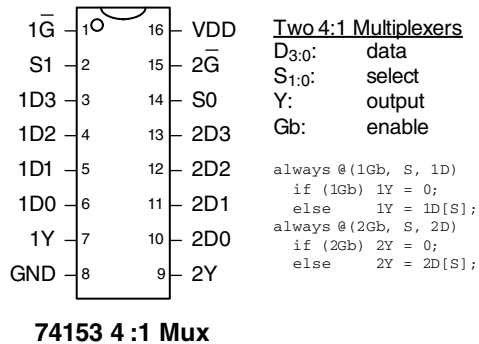 1G̅ 1 16 VDD
S1 2 15 2G̅
1D3 3 14 S0
1D2 4 13 2D3
1D1 5 12 2D2
1D0 6 11 2D1
1Y 7 10 2D0
GND 8 9 2Y
74153 4 :1 Mux
Two 4:1 Multiplexers
D3:0: data
S1:0: select
Y: output
Gb: enable
always @(1Gb, S, 1D)
if (1Gb) 1Y = 0;
else 1Y = 1D[S];
always @(2Gb, S, 2D)
if (2Gb) 2Y = 0;
else 2Y = 2D[S];